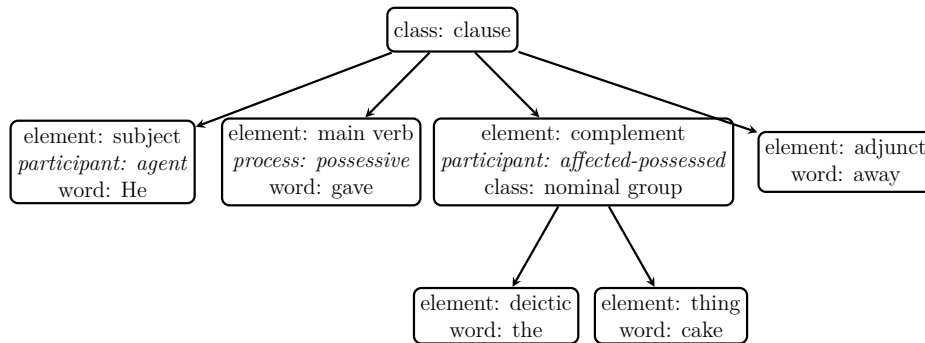 class: clause
element: subject
participant: agent
word: He
element: main verb
process: possessive
word: gave
element: complement
participant: affected-possessed
class: nominal group
element: adjunct
word: away
element: deictic
word: the
element: thing
word: cake